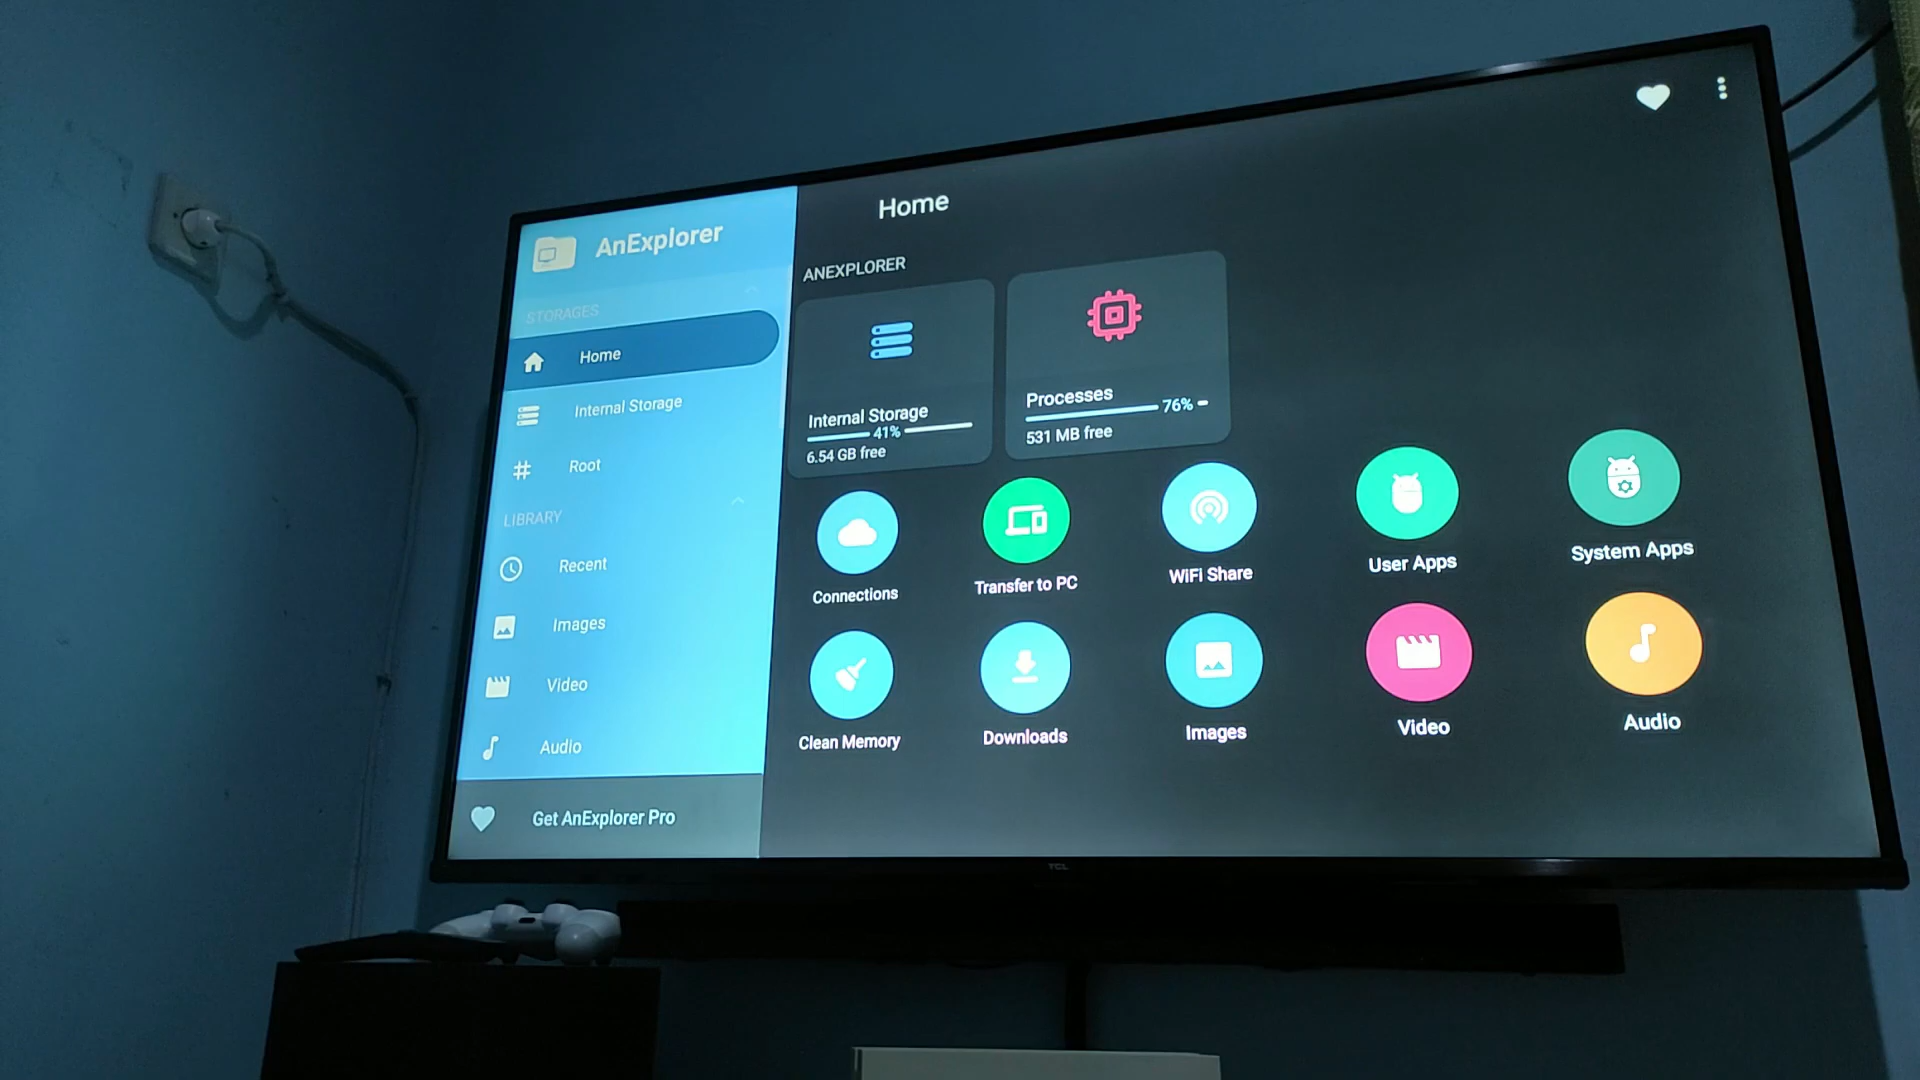 AnExplorer
STORAGES
Home
Internal Storage
Root
LIBRARY
Recent
Images
Video
Audio
Get AnExplorer Pro
Home
ANEXPLORER
Internal Storage
41%
6.54 GB free
Processes
76%
531 MB free
Connections
Transfer to PC
WiFi Share
User Apps
System Apps
Clean Memory
Downloads
Images
Video
Audio
TCL